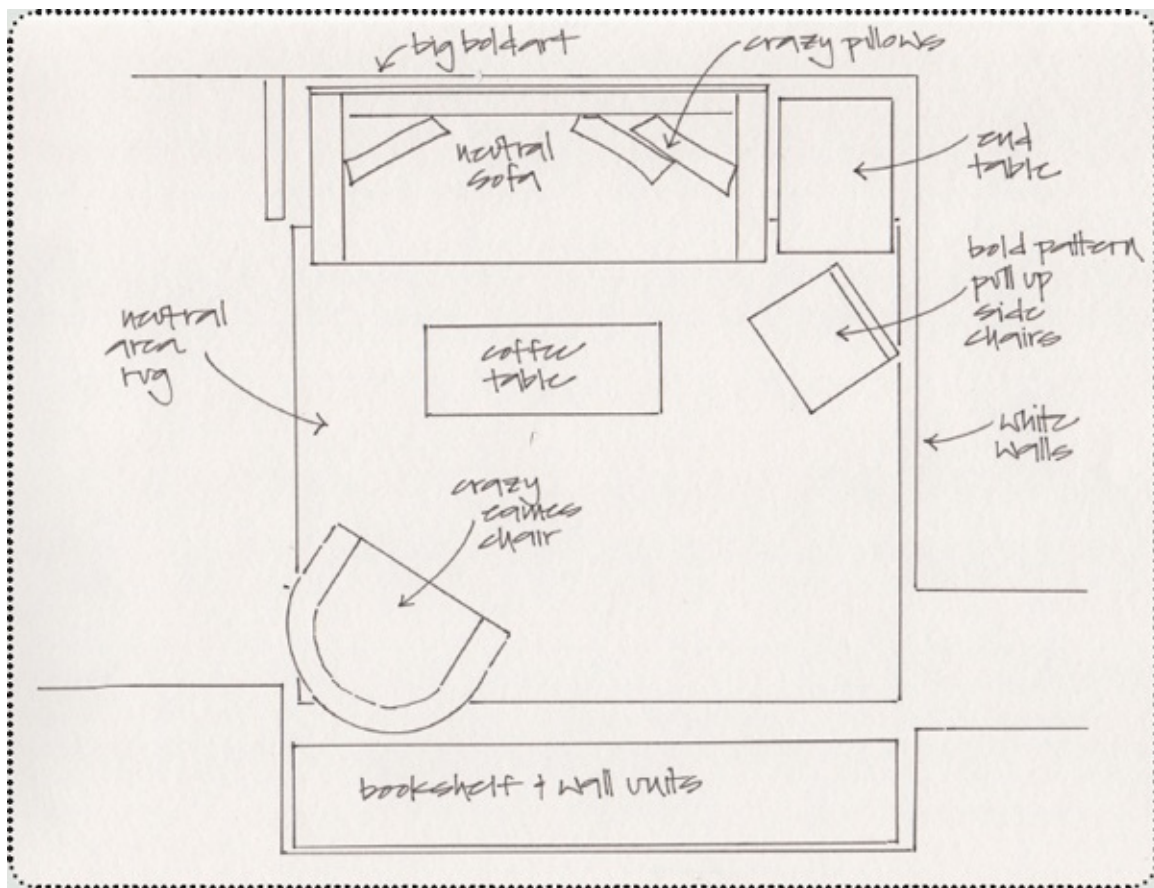 big bold art
crazy pillows
neutral
sofa
end
table
bold pattern
pull up
side
chairs
neutral
area
rug
coffee
table
white
walls
crazy
eames
chair
bookshelf + wall units